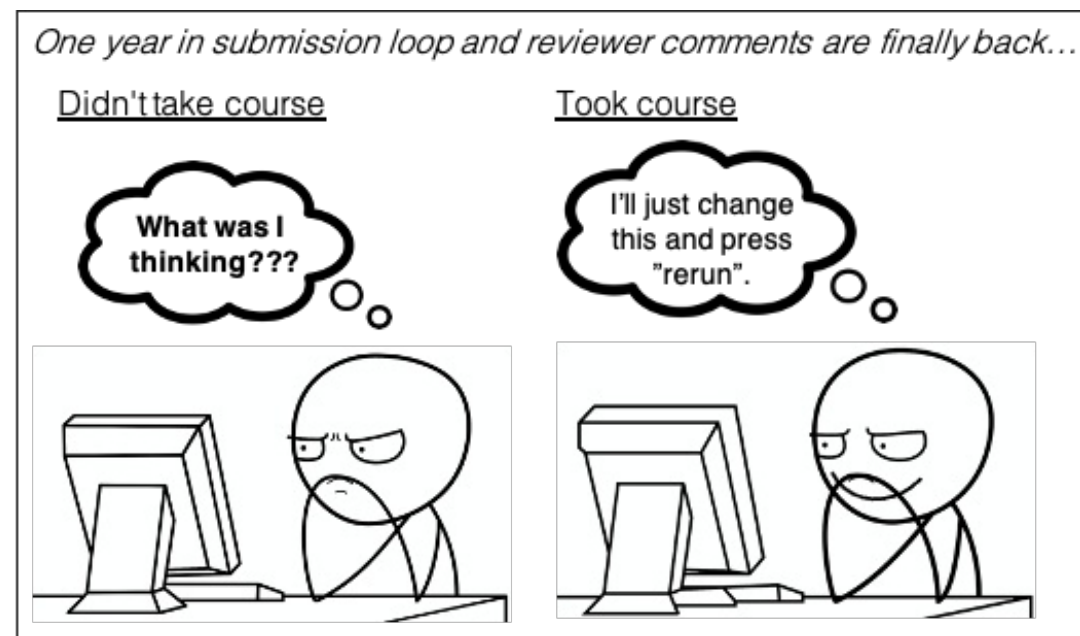 One year in submission loop and reviewer comments are finally back…
Didn't take course
Took course
What was I
thinking???
I'll just change
this and press
”rerun”.